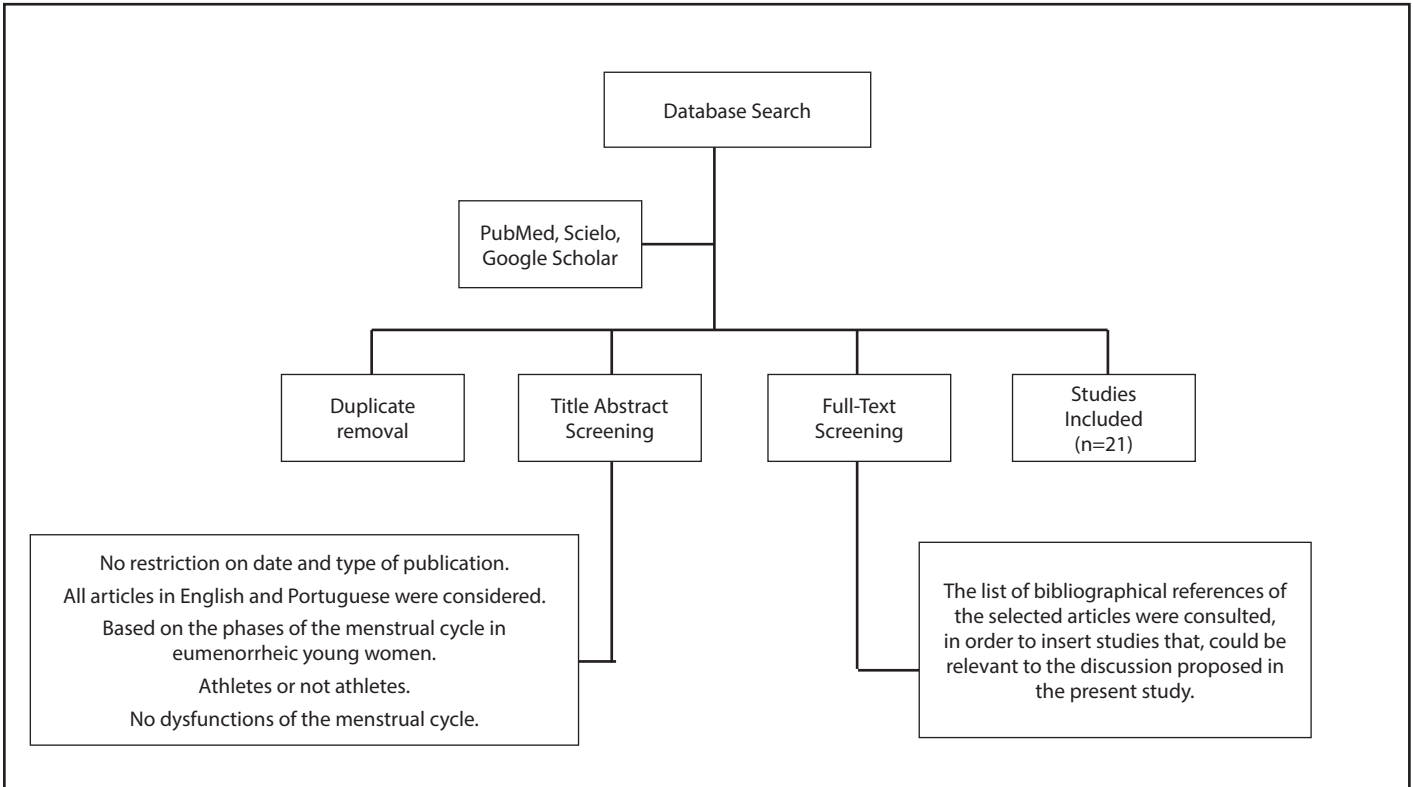 Database Search
PubMed, Scielo,
Google Scholar
Duplicate
removal
Title Abstract
Screening
Full-Text
Screening
Studies
Included
(n=21)
No restriction on date and type of publication.
All articles in English and Portuguese were considered.
Based on the phases of the menstrual cycle in
eumenorrheic young women.
Athletes or not athletes.
No dysfunctions of the menstrual cycle.
The list of bibliographical references of
the selected articles were consulted,
in order to insert studies that, could be
relevant to the discussion proposed in
the present study.